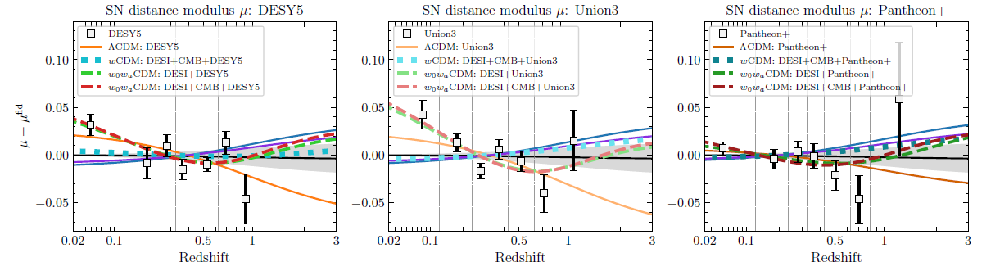 SN distance modulus μ: DESY5
SN distance modulus μ: Union3
SN distance modulus μ: Pantheon+
DESY5
ΛCDM: DESY5
wCDM: DESI+CMB+DESY5
w₀wₐCDM: DESI+DESY5
w₀wₐCDM: DESI+CMB+DESY5
Union3
ΛCDM: Union3
wCDM: DESI+CMB+Union3
w₀wₐCDM: DESI+Union3
w₀wₐCDM: DESI+CMB+Union3
Pantheon+
ΛCDM: Pantheon+
wCDM: DESI+CMB+Pantheon+
w₀wₐCDM: DESI+Pantheon+
w₀wₐCDM: DESI+CMB+Pantheon+
μ − μfid
0.10
0.05
0.00
−0.05
0.10
0.05
0.00
−0.05
0.10
0.05
0.00
−0.05
0.02 0.1 0.5 1 3
0.02 0.1 0.5 1 3
0.02 0.1 0.5 1 3
Redshift
Redshift
Redshift